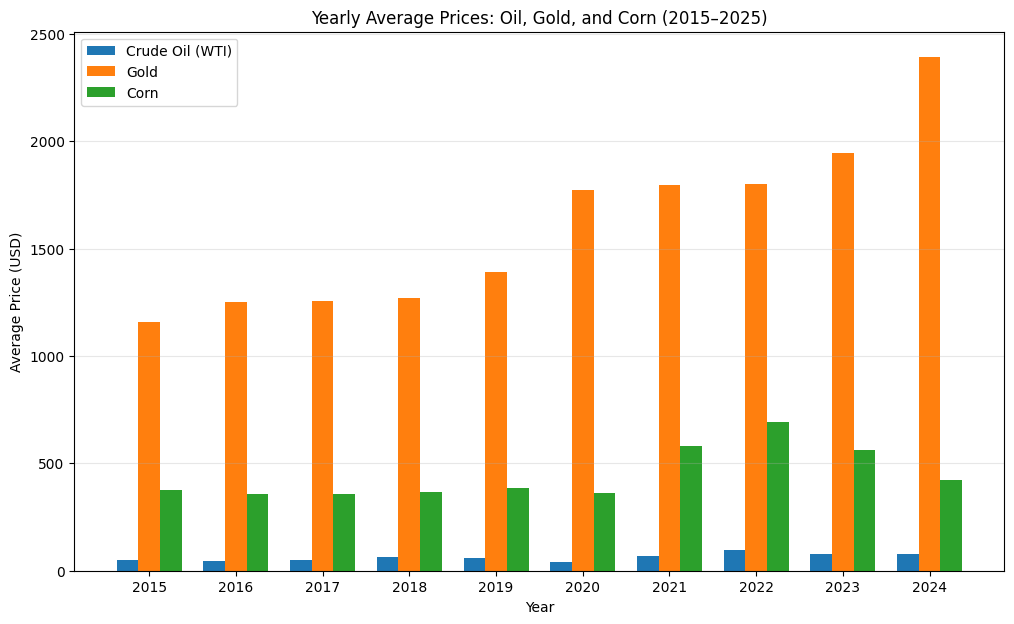 Yearly Average Prices: Oil, Gold, and Corn (2015–2025)
Crude Oil (WTI)
Gold
Corn
Average Price (USD)
2500
2000
1500
1000
500
0
2015 2016 2017 2018 2019 2020 2021 2022 2023 2024
Year